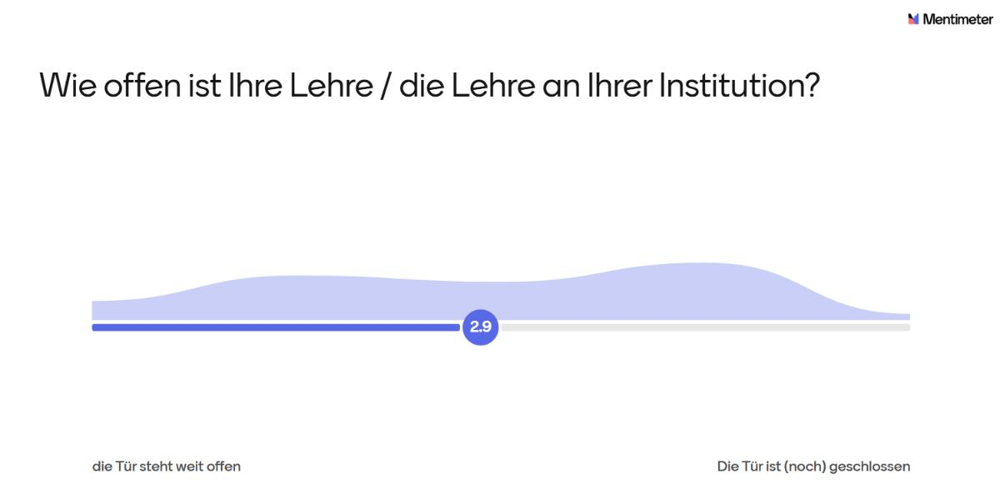 Mentimeter
Wie offen ist Ihre Lehre / die Lehre an Ihrer Institution?
2.9
die Tür steht weit offen
Die Tür ist (noch) geschlossen